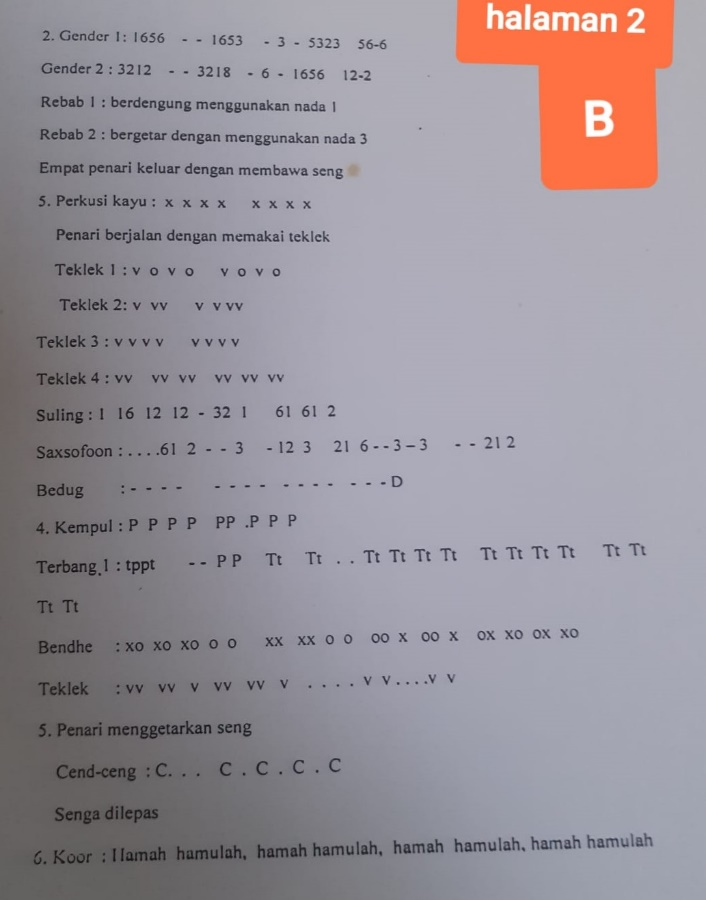 halaman 2
B
2. Gender 1: 1656 - - 1653 - 3 - 5323 56-6
Gender 2 : 3212 - - 3218 - 6 - 1656 12-2
Rebab 1 : berdengung menggunakan nada 1
Rebab 2 : bergetar dengan menggunakan nada 3
Empat penari keluar dengan membawa seng
5. Perkusi kayu : x x x x x x x x
Penari berjalan dengan memakai teklek
Teklek 1 : v o v o v o v o
Teklek 2: v vv v v vv
Teklek 3 : v v v v v v v v
Teklek 4 : vv vv vv vv vv vv
Suling : 1 16 12 12 - 32 1 61 61 2
Saxsofoon : . . . .61 2 - - 3 - 12 3 21 6 - - 3 – 3 - - 21 2
Bedug : - - - - - - - - - - - - - - - D
4. Kempul : P P P P PP .P P P
Terbang 1 : tppt - - P P Tt Tt . . Tt Tt Tt Tt Tt Tt Tt Tt Tt Tt
Tt Tt
Bendhe : xo xo xo o o xx xx o o oo x oo x ox xo ox xo
Teklek : vv vv v vv vv v . . . . v v . . . . v v
5. Penari menggetarkan seng
Cend-ceng : C. . . C . C . C . C
Senga dilepas
6. Koor : Hamah hamulah, hamah hamulah, hamah hamulah, hamah hamulah